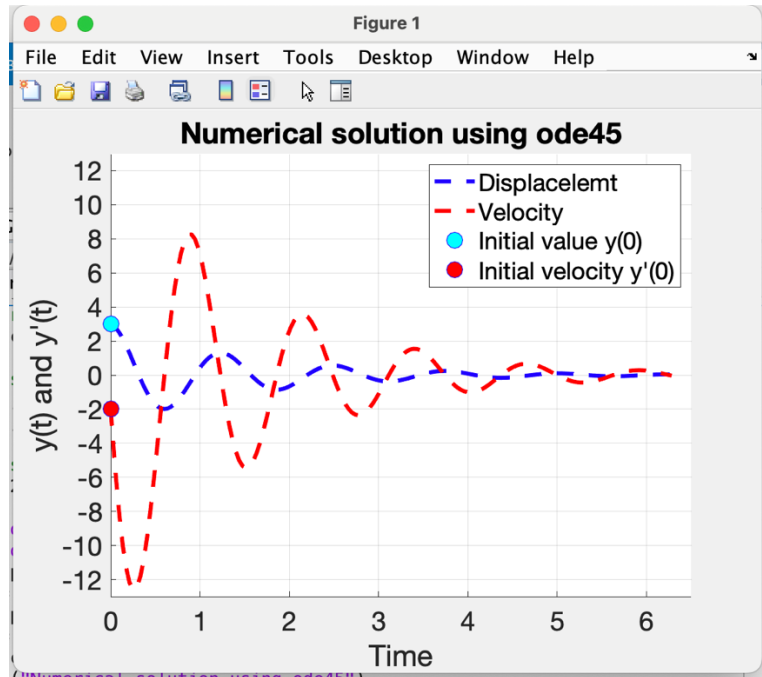 Figure 1
File Edit View Insert Tools Desktop Window Help
Numerical solution using ode45
Displacelemt
Velocity
Initial value y(0)
Initial velocity y'(0)
y(t) and y'(t)
12
10
8
6
4
2
0
-2
-4
-6
-8
-10
-12
0 1 2 3 4 5 6
Time
("Numerical solution using ode45")